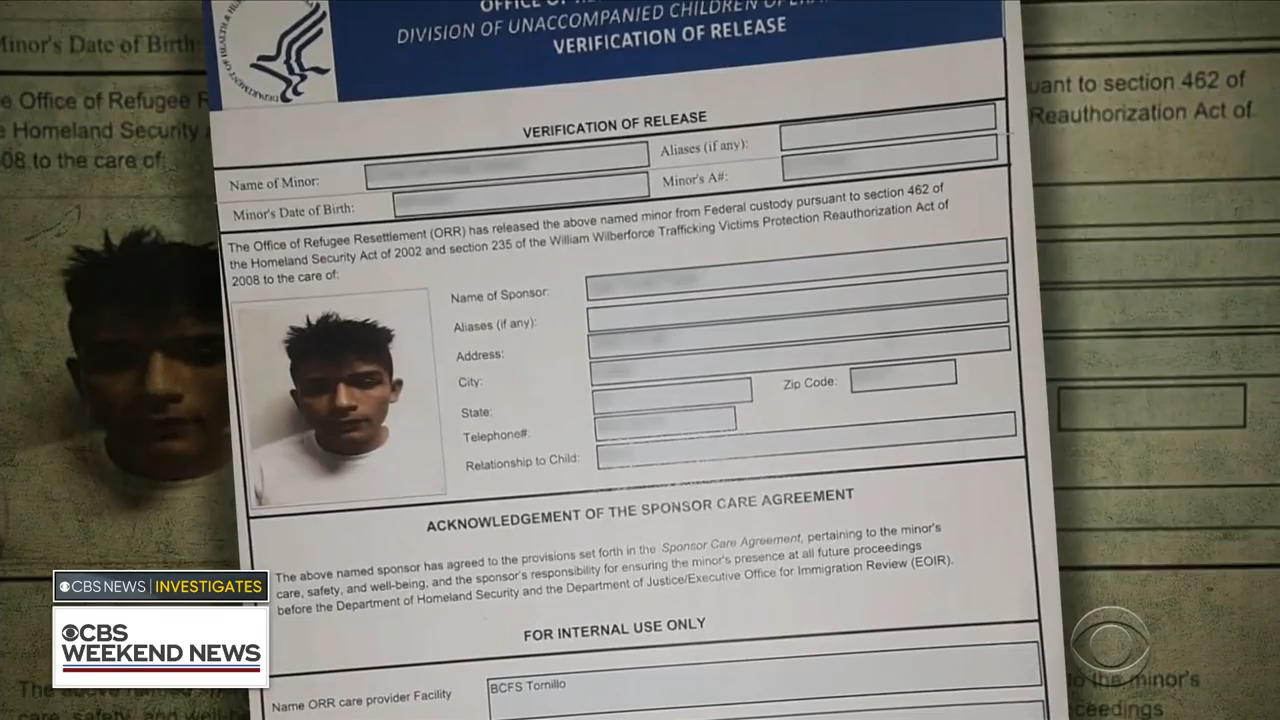 OFFICE OF
DIVISION OF UNACCOMPANIED CHILDREN
VERIFICATION OF RELEASE
VERIFICATION OF RELEASE
Name of Minor:
Aliases (if any):
Minor's Date of Birth:
Minor's A#:
The Office of Refugee Resettlement (ORR) has released the above named minor from Federal custody pursuant to section 462 of
the Homeland Security Act of 2002 and section 235 of the William Wilberforce Trafficking Victims Protection Reauthorization Act of
2008 to the care of:
Name of Sponsor:
Aliases (if any):
Address:
City:
State:
Zip Code:
Telephone#:
Relationship to Child:
ACKNOWLEDGEMENT OF THE SPONSOR CARE AGREEMENT
The above named sponsor has agreed to the provisions set forth in the Sponsor Care Agreement, pertaining to the minor's
care, safety, and well-being, and the sponsor's responsibility for ensuring the minor's presence at all future proceedings
before the Department of Homeland Security and the Department of Justice/Executive Office for Immigration Review (EOIR).
FOR INTERNAL USE ONLY
Name ORR care provider Facility
BCFS Tornillo
Minor's Date of Birth:
e Office of Refugee R
Homeland Security
08 to the care of:
uant to section 462 of
Reauthorization Act of
to the minor's
ceedings
CBS NEWS | INVESTIGATES
CBS
WEEKEND NEWS